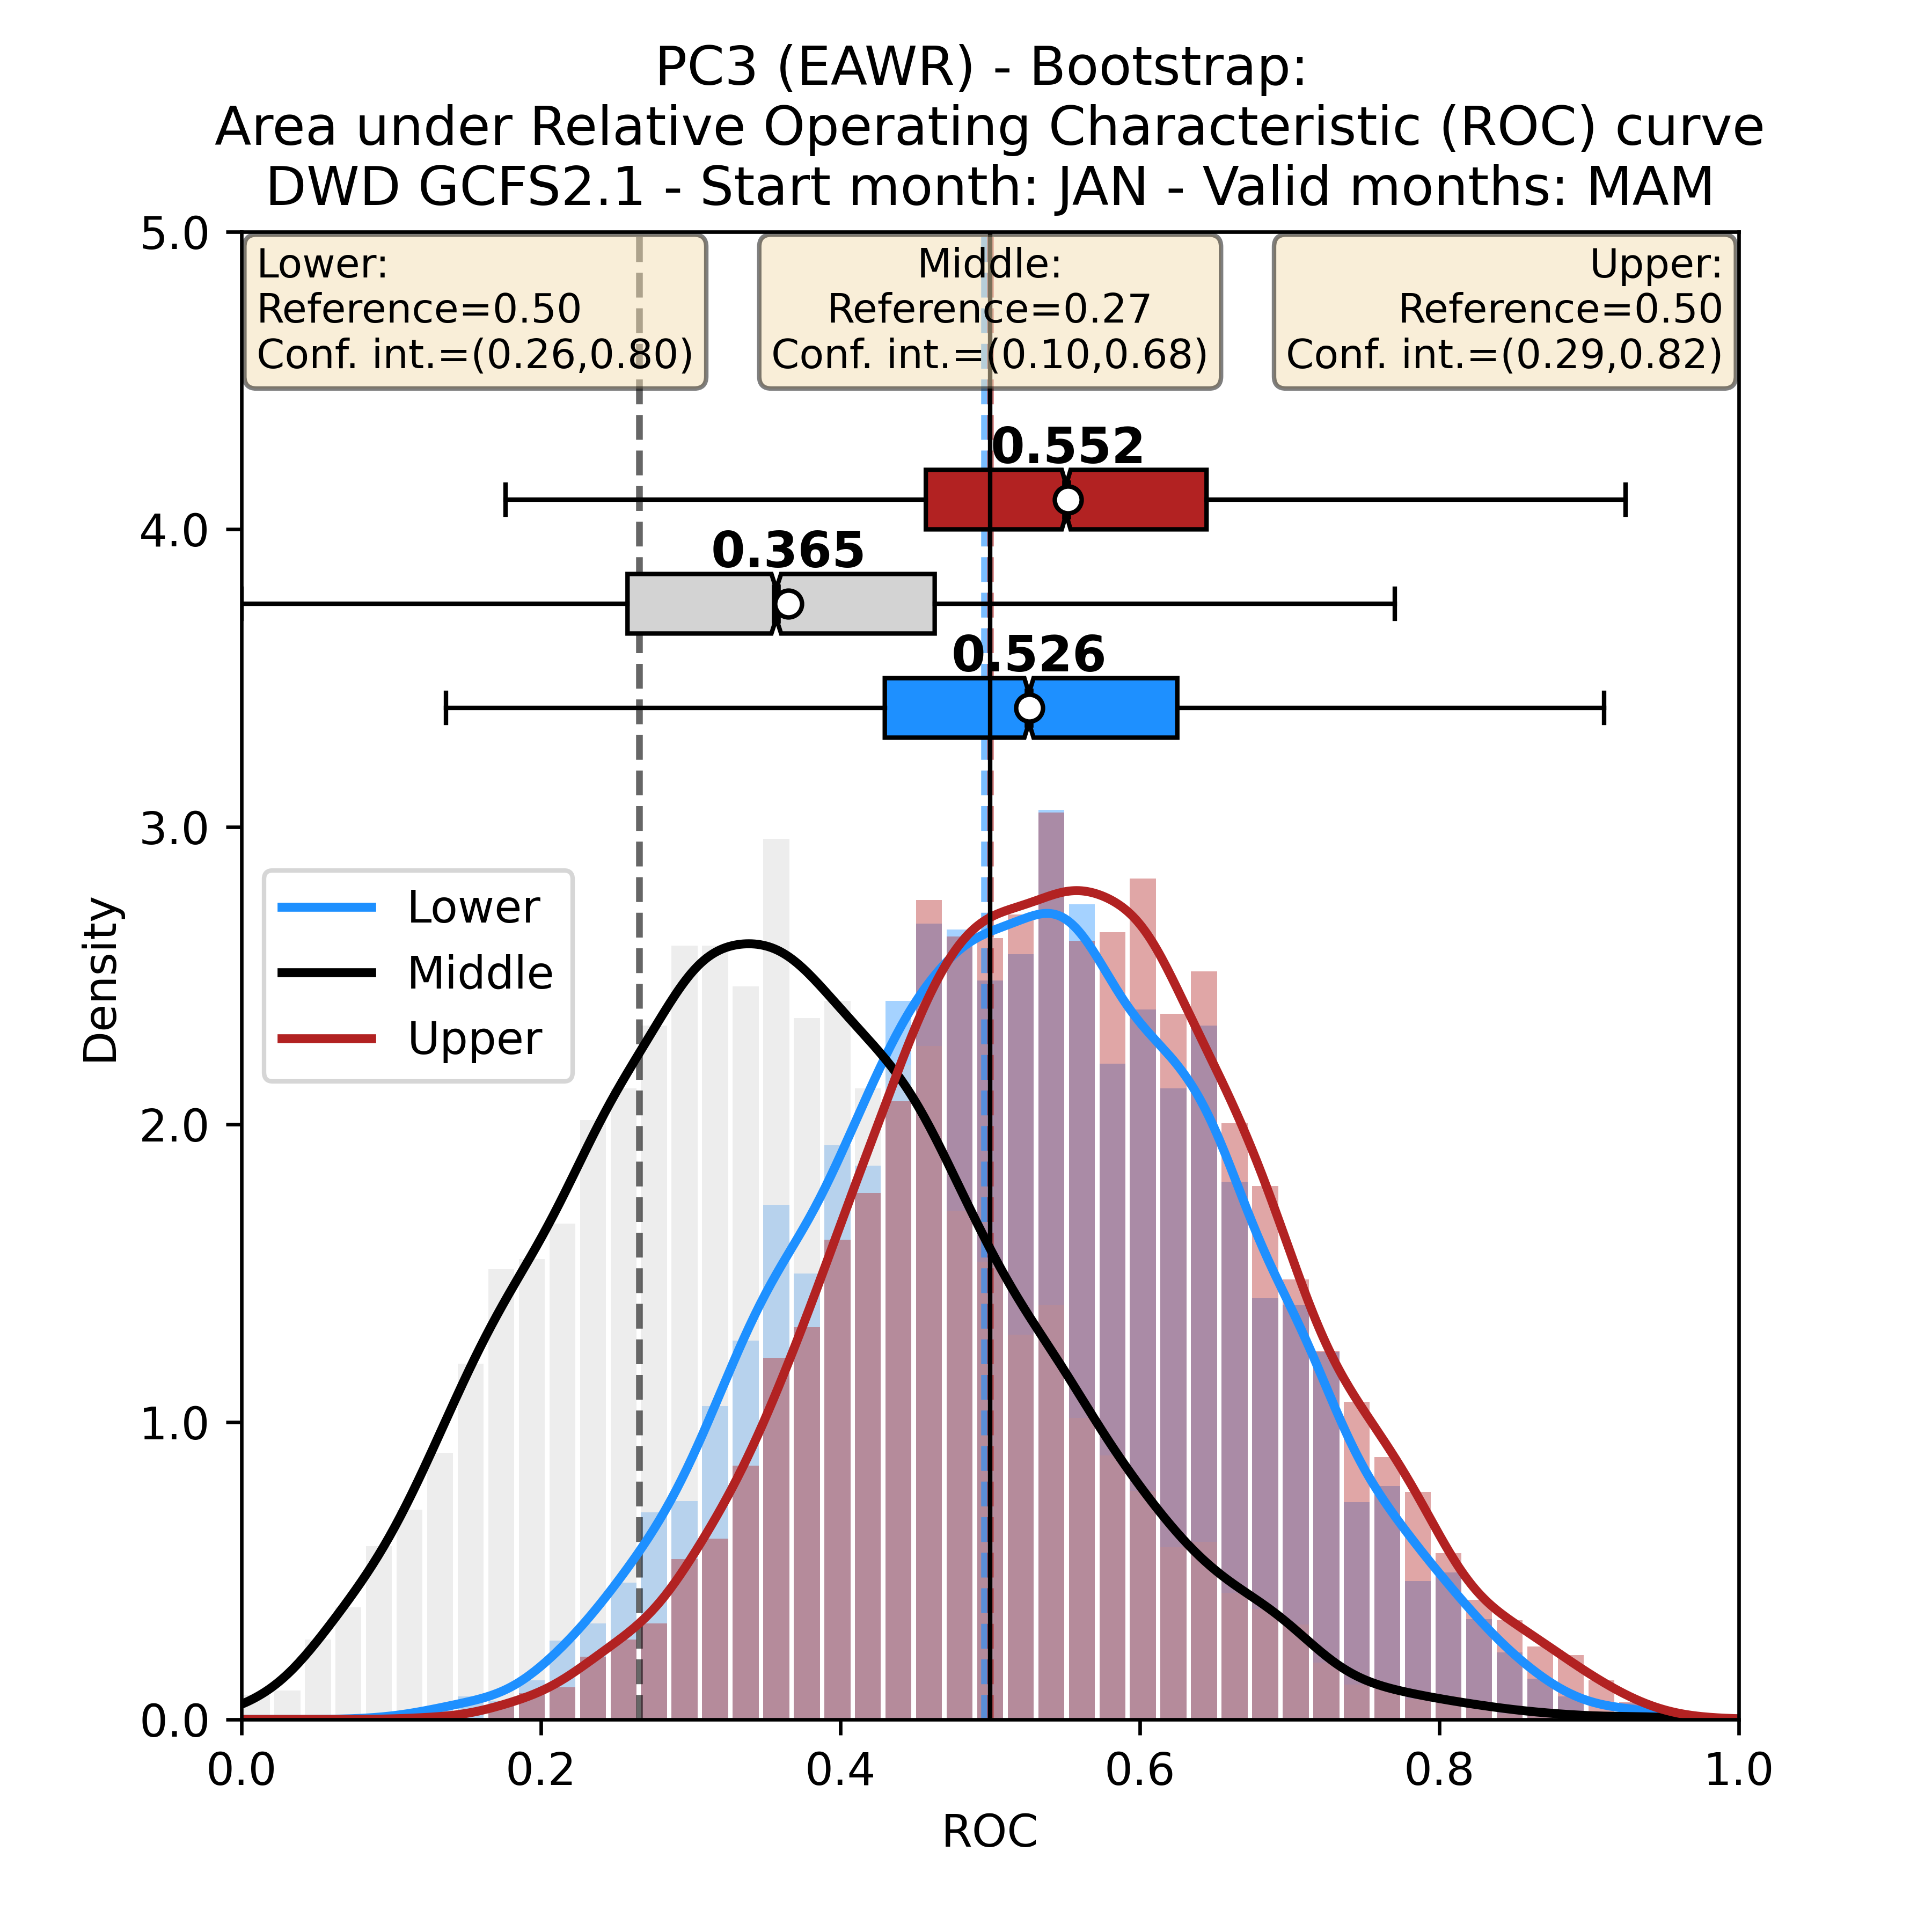 PC3 (EAWR) - Bootstrap:
Area under Relative Operating Characteristic (ROC) curve
DWD GCFS2.1 - Start month: JAN - Valid months: MAM
Lower:
Reference=0.50
Conf. int.=(0.26,0.80)
Middle:
Reference=0.27
Conf. int.=(0.10,0.68)
Upper:
Reference=0.50
Conf. int.=(0.29,0.82)
0.552
0.365
0.526
5.0
4.0
3.0
2.0
1.0
0.0
Density
Lower
Middle
Upper
0.0
0.2
0.4
0.6
0.8
1.0
ROC